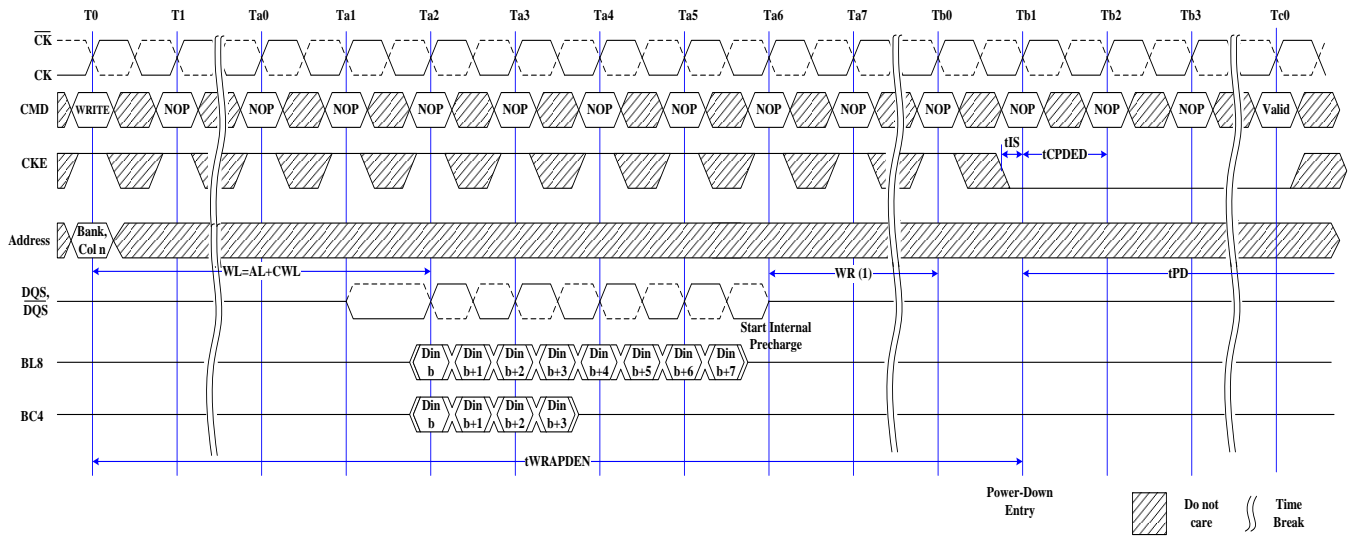 T0 T1 Ta0 Ta1 Ta2 Ta3 Ta4 Ta5 Ta6 Ta7 Tb0 Tb1 Tb2 Tb3 Tc0
CK
CK
CMD WRITE NOP NOP NOP NOP NOP NOP NOP NOP NOP NOP NOP NOP NOP Valid
tIS
CKE tCPDED
Address Bank,
Col n
WL=AL+CWL WR (1) tPD
DQS,
DQS
Start Internal
Precharge
BL8 Din b Din b+1 Din b+2 Din b+3 Din b+4 Din b+5 Din b+6 Din b+7
BC4 Din b Din b+1 Din b+2 Din b+3
tWRAPDEN
Power-Down
Entry
Do not
care
Time
Break